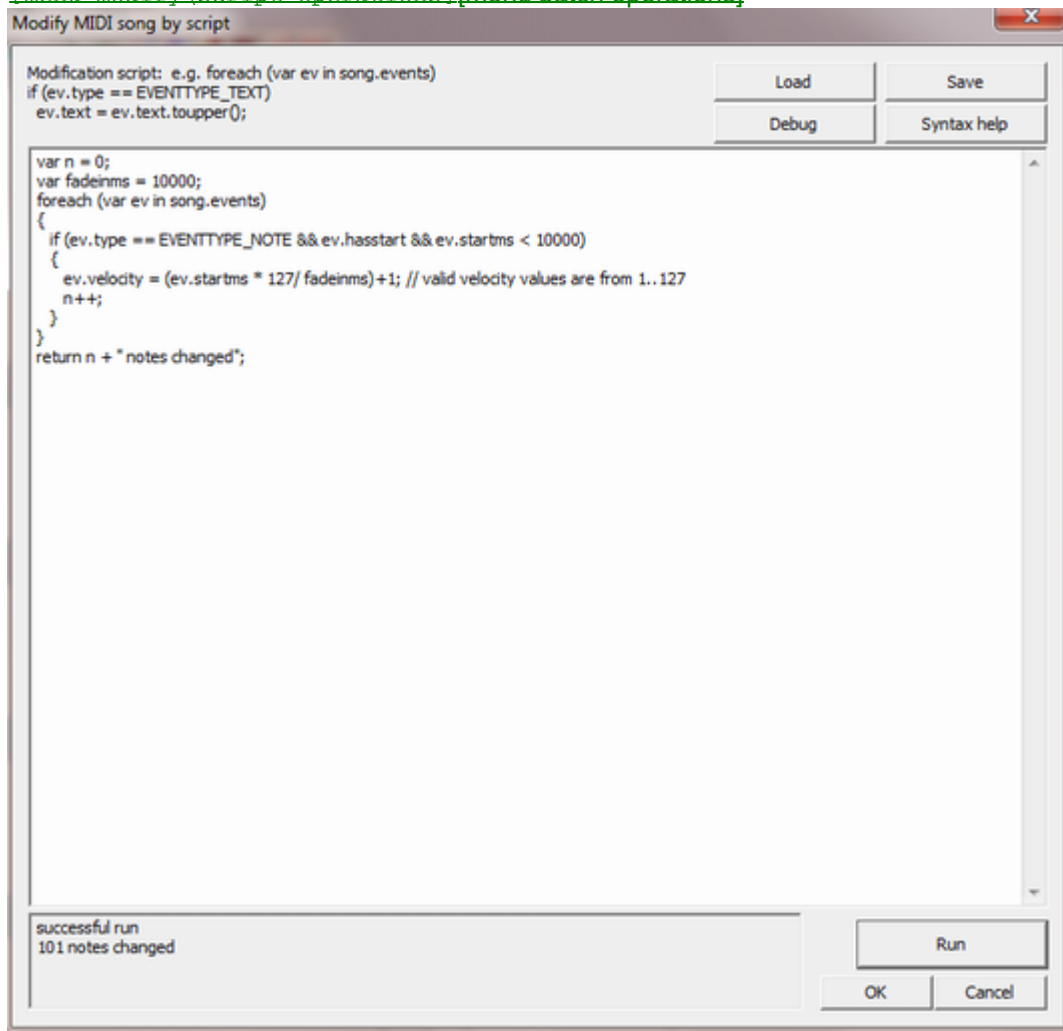 Modify MIDI song by script
X
Modification script: e.g. foreach (var ev in song.events)
if (ev.type == EVENTTYPE_TEXT)
ev.text = ev.text.toupper();
Load
Save
Debug
Syntax help
var n = 0;
var fadeinms = 10000;
foreach (var ev in song.events)
{
if (ev.type == EVENTTYPE_NOTE && ev.hasstart && ev.startms < 10000)
{
ev.velocity = (ev.startms * 127/ fadeinms)+1; // valid velocity values are from 1..127
n++;
}
}
return n + " notes changed";
successful run
101 notes changed
Run
OK
Cancel